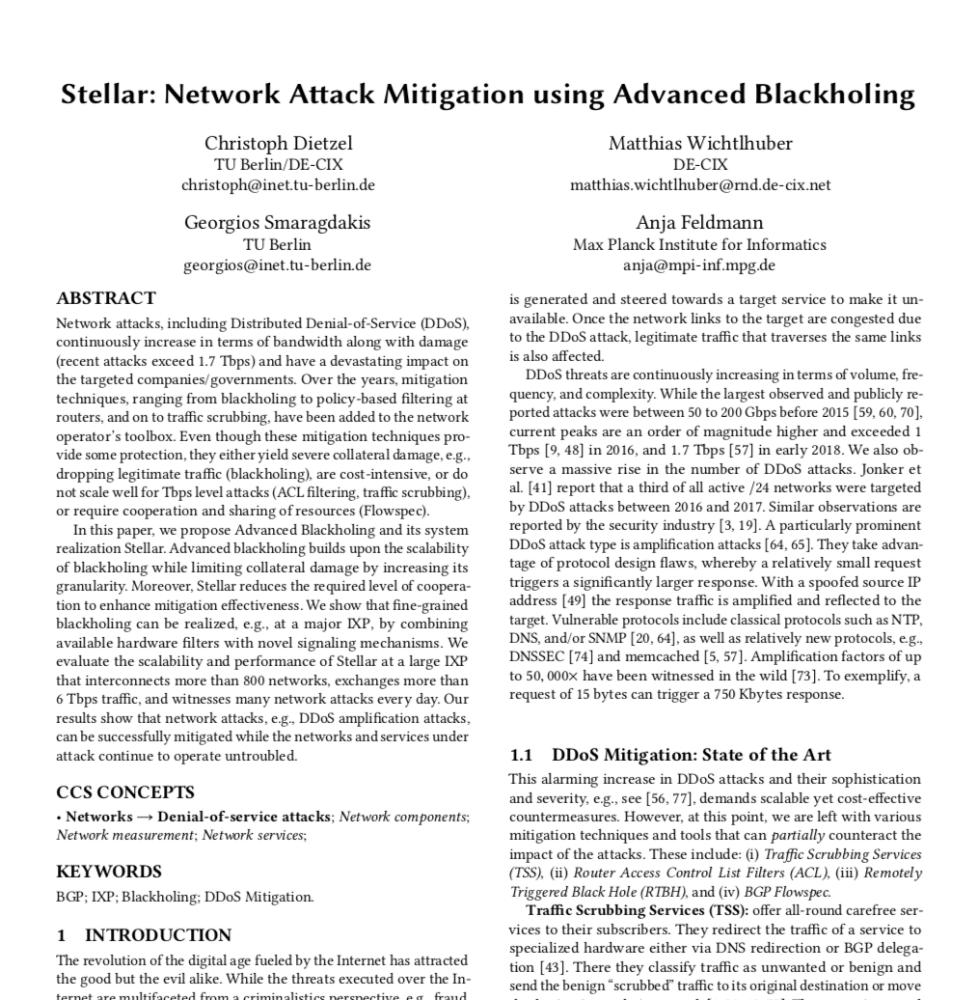 Stellar: Network Attack Mitigation using Advanced Blackholing
Christoph Dietzel
TU Berlin/DE-CIX
christoph@inet.tu-berlin.de
Matthias Wichtlhuber
DE-CIX
matthias.wichtlhuber@rnd.de-cix.net
Georgios Smaragdakis
TU Berlin
georgios@inet.tu-berlin.de
Anja Feldmann
Max Planck Institute for Informatics
anja@mpi-inf.mpg.de
ABSTRACT
Network attacks, including Distributed Denial-of-Service (DDoS),
continuously increase in terms of bandwidth along with damage
(recent attacks exceed 1.7 Tbps) and have a devastating impact on
the targeted companies/governments. Over the years, mitigation
techniques, ranging from blackholing to policy-based filtering at
routers, and on to traffic scrubbing, have been added to the network
operator's toolbox. Even though these mitigation techniques pro-
vide some protection, they either yield severe collateral damage, e.g.,
dropping legitimate traffic (blackholing), are cost-intensive, or do
not scale well for Tbps level attacks (ACL filtering, traffic scrubbing),
or require cooperation and sharing of resources (Flowspec).
In this paper, we propose Advanced Blackholing and its system
realization Stellar. Advanced blackholing builds upon the scalability
of blackholing while limiting collateral damage by increasing its
granularity. Moreover, Stellar reduces the required level of coopera-
tion to enhance mitigation effectiveness. We show that fine-grained
blackholing can be realized, e.g., at a major IXP, by combining
available hardware filters with novel signaling mechanisms. We
evaluate the scalability and performance of Stellar at a large IXP
that interconnects more than 800 networks, exchanges more than
6 Tbps traffic, and witnesses many network attacks every day. Our
results show that network attacks, e.g., DDoS amplification attacks,
can be successfully mitigated while the networks and services under
attack continue to operate untroubled.
CCS CONCEPTS
• Networks → Denial-of-service attacks; Network components;
Network measurement; Network services;
KEYWORDS
BGP; IXP; Blackholing; DDoS Mitigation.
1 INTRODUCTION
The revolution of the digital age fueled by the Internet has attracted
the good but the evil alike. While the threats executed over the In-
ternet are multifaceted from a criminalistics perspective, e.g., fraud,
is generated and steered towards a target service to make it un-
available. Once the network links to the target are congested due
to the DDoS attack, legitimate traffic that traverses the same links
is also affected.
DDoS threats are continuously increasing in terms of volume, fre-
quency, and complexity. While the largest observed and publicly re-
ported attacks were between 50 to 200 Gbps before 2015 [59, 60, 70],
current peaks are an order of magnitude higher and exceeded 1
Tbps [9, 48] in 2016, and 1.7 Tbps [57] in early 2018. We also ob-
serve a massive rise in the number of DDoS attacks. Jonker et
al. [41] report that a third of all active /24 networks were targeted
by DDoS attacks between 2016 and 2017. Similar observations are
reported by the security industry [3, 19]. A particularly prominent
DDoS attack type is amplification attacks [64, 65]. They take advan-
tage of protocol design flaws, whereby a relatively small request
triggers a significantly larger response. With a spoofed source IP
address [49] the response traffic is amplified and reflected to the
target. Vulnerable protocols include classical protocols such as NTP,
DNS, and/or SNMP [20, 64], as well as relatively new protocols, e.g.,
DNSSEC [74] and memcached [5, 57]. Amplification factors of up
to 50, 000× have been witnessed in the wild [73]. To exemplify, a
request of 15 bytes can trigger a 750 Kbytes response.
1.1 DDoS Mitigation: State of the Art
This alarming increase in DDoS attacks and their sophistication
and severity, e.g., see [56, 77], demands scalable yet cost-effective
countermeasures. However, at this point, we are left with various
mitigation techniques and tools that can partially counteract the
impact of the attacks. These include: (i) Traffic Scrubbing Services
(TSS), (ii) Router Access Control List Filters (ACL), (iii) Remotely
Triggered Black Hole (RTBH), and (iv) BGP Flowspec.
Traffic Scrubbing Services (TSS): offer all-round carefree ser-
vices to their subscribers. They redirect the traffic of a service to
specialized hardware either via DNS redirection or BGP delega-
tion [43]. There they classify traffic as unwanted or benign and
send the benign "scrubbed" traffic to its original destination or move